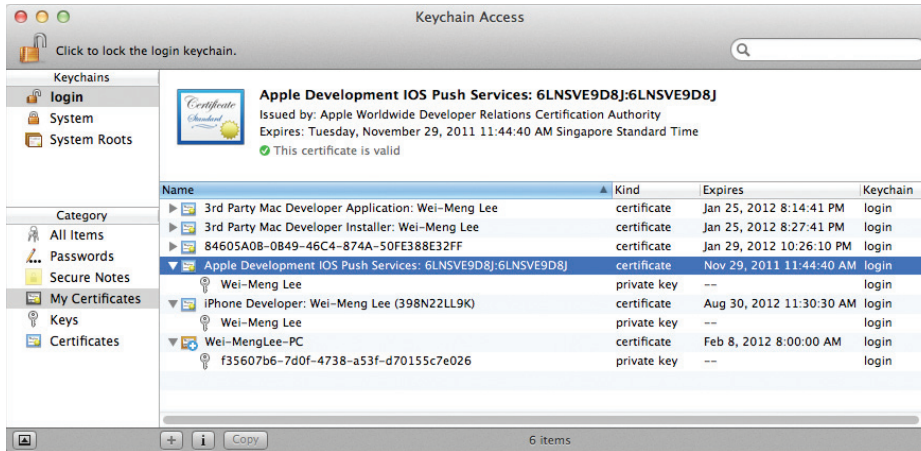 Keychain Access
Click to lock the login keychain.
Keychains
login
System
System Roots
Category
All Items
Passwords
Secure Notes
My Certificates
Keys
Certificates
Certificate
Standard
Apple Development IOS Push Services: 6LNSVE9D8J:6LNSVE9D8J
Issued by: Apple Worldwide Developer Relations Certification Authority
Expires: Tuesday, November 29, 2011 11:44:40 AM Singapore Standard Time
This certificate is valid
Name Kind Expires Keychain
3rd Party Mac Developer Application: Wei-Meng Lee certificate Jan 25, 2012 8:14:41 PM login
3rd Party Mac Developer Installer: Wei-Meng Lee certificate Jan 25, 2012 8:27:41 PM login
84605A0B-0B49-46C4-874A-50FE388E32FF certificate Jan 29, 2012 10:26:10 PM login
Apple Development IOS Push Services: 6LNSVE9D8J:6LNSVE9D8J certificate Nov 29, 2011 11:44:40 AM login
Wei-Meng Lee private key -- login
iPhone Developer: Wei-Meng Lee (398N22LL9K) certificate Aug 30, 2012 11:30:30 AM login
Wei-Meng Lee private key -- login
Wei-MengLee-PC certificate Feb 8, 2012 8:00:00 AM login
f35607b6-7d0f-4738-a53f-d70155c7e026 private key -- login
Copy
6 items